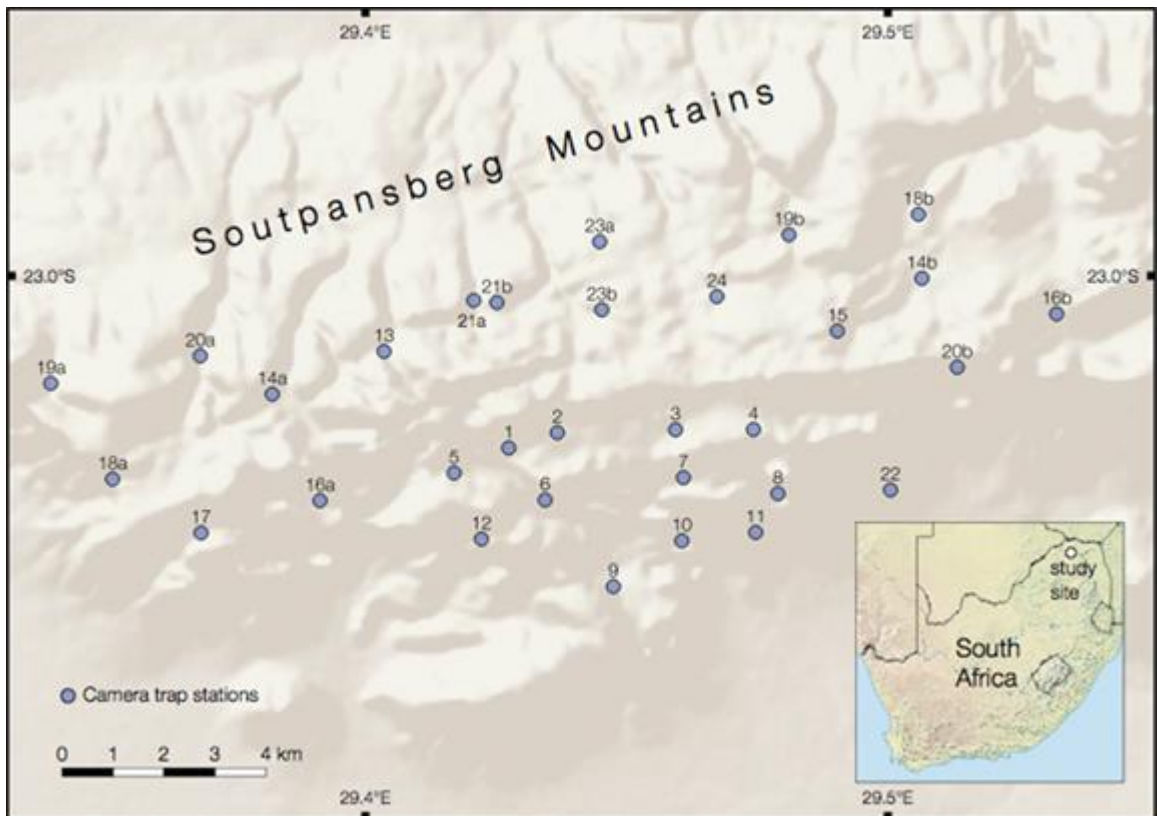 29.4°E
29.5°E
Soutpansberg Mountains
18b
23a
19b
23.0°S
23.0°S
14b
21b
24
23b
16b
21a
15
13
20a
20b
19a
14a
2
3
4
1
5
7
18a
8
22
6
16a
17
12
10
11
9
study
site
South
Africa
Camera trap stations
0 1 2 3 4 km
29.4°E
29.5°E